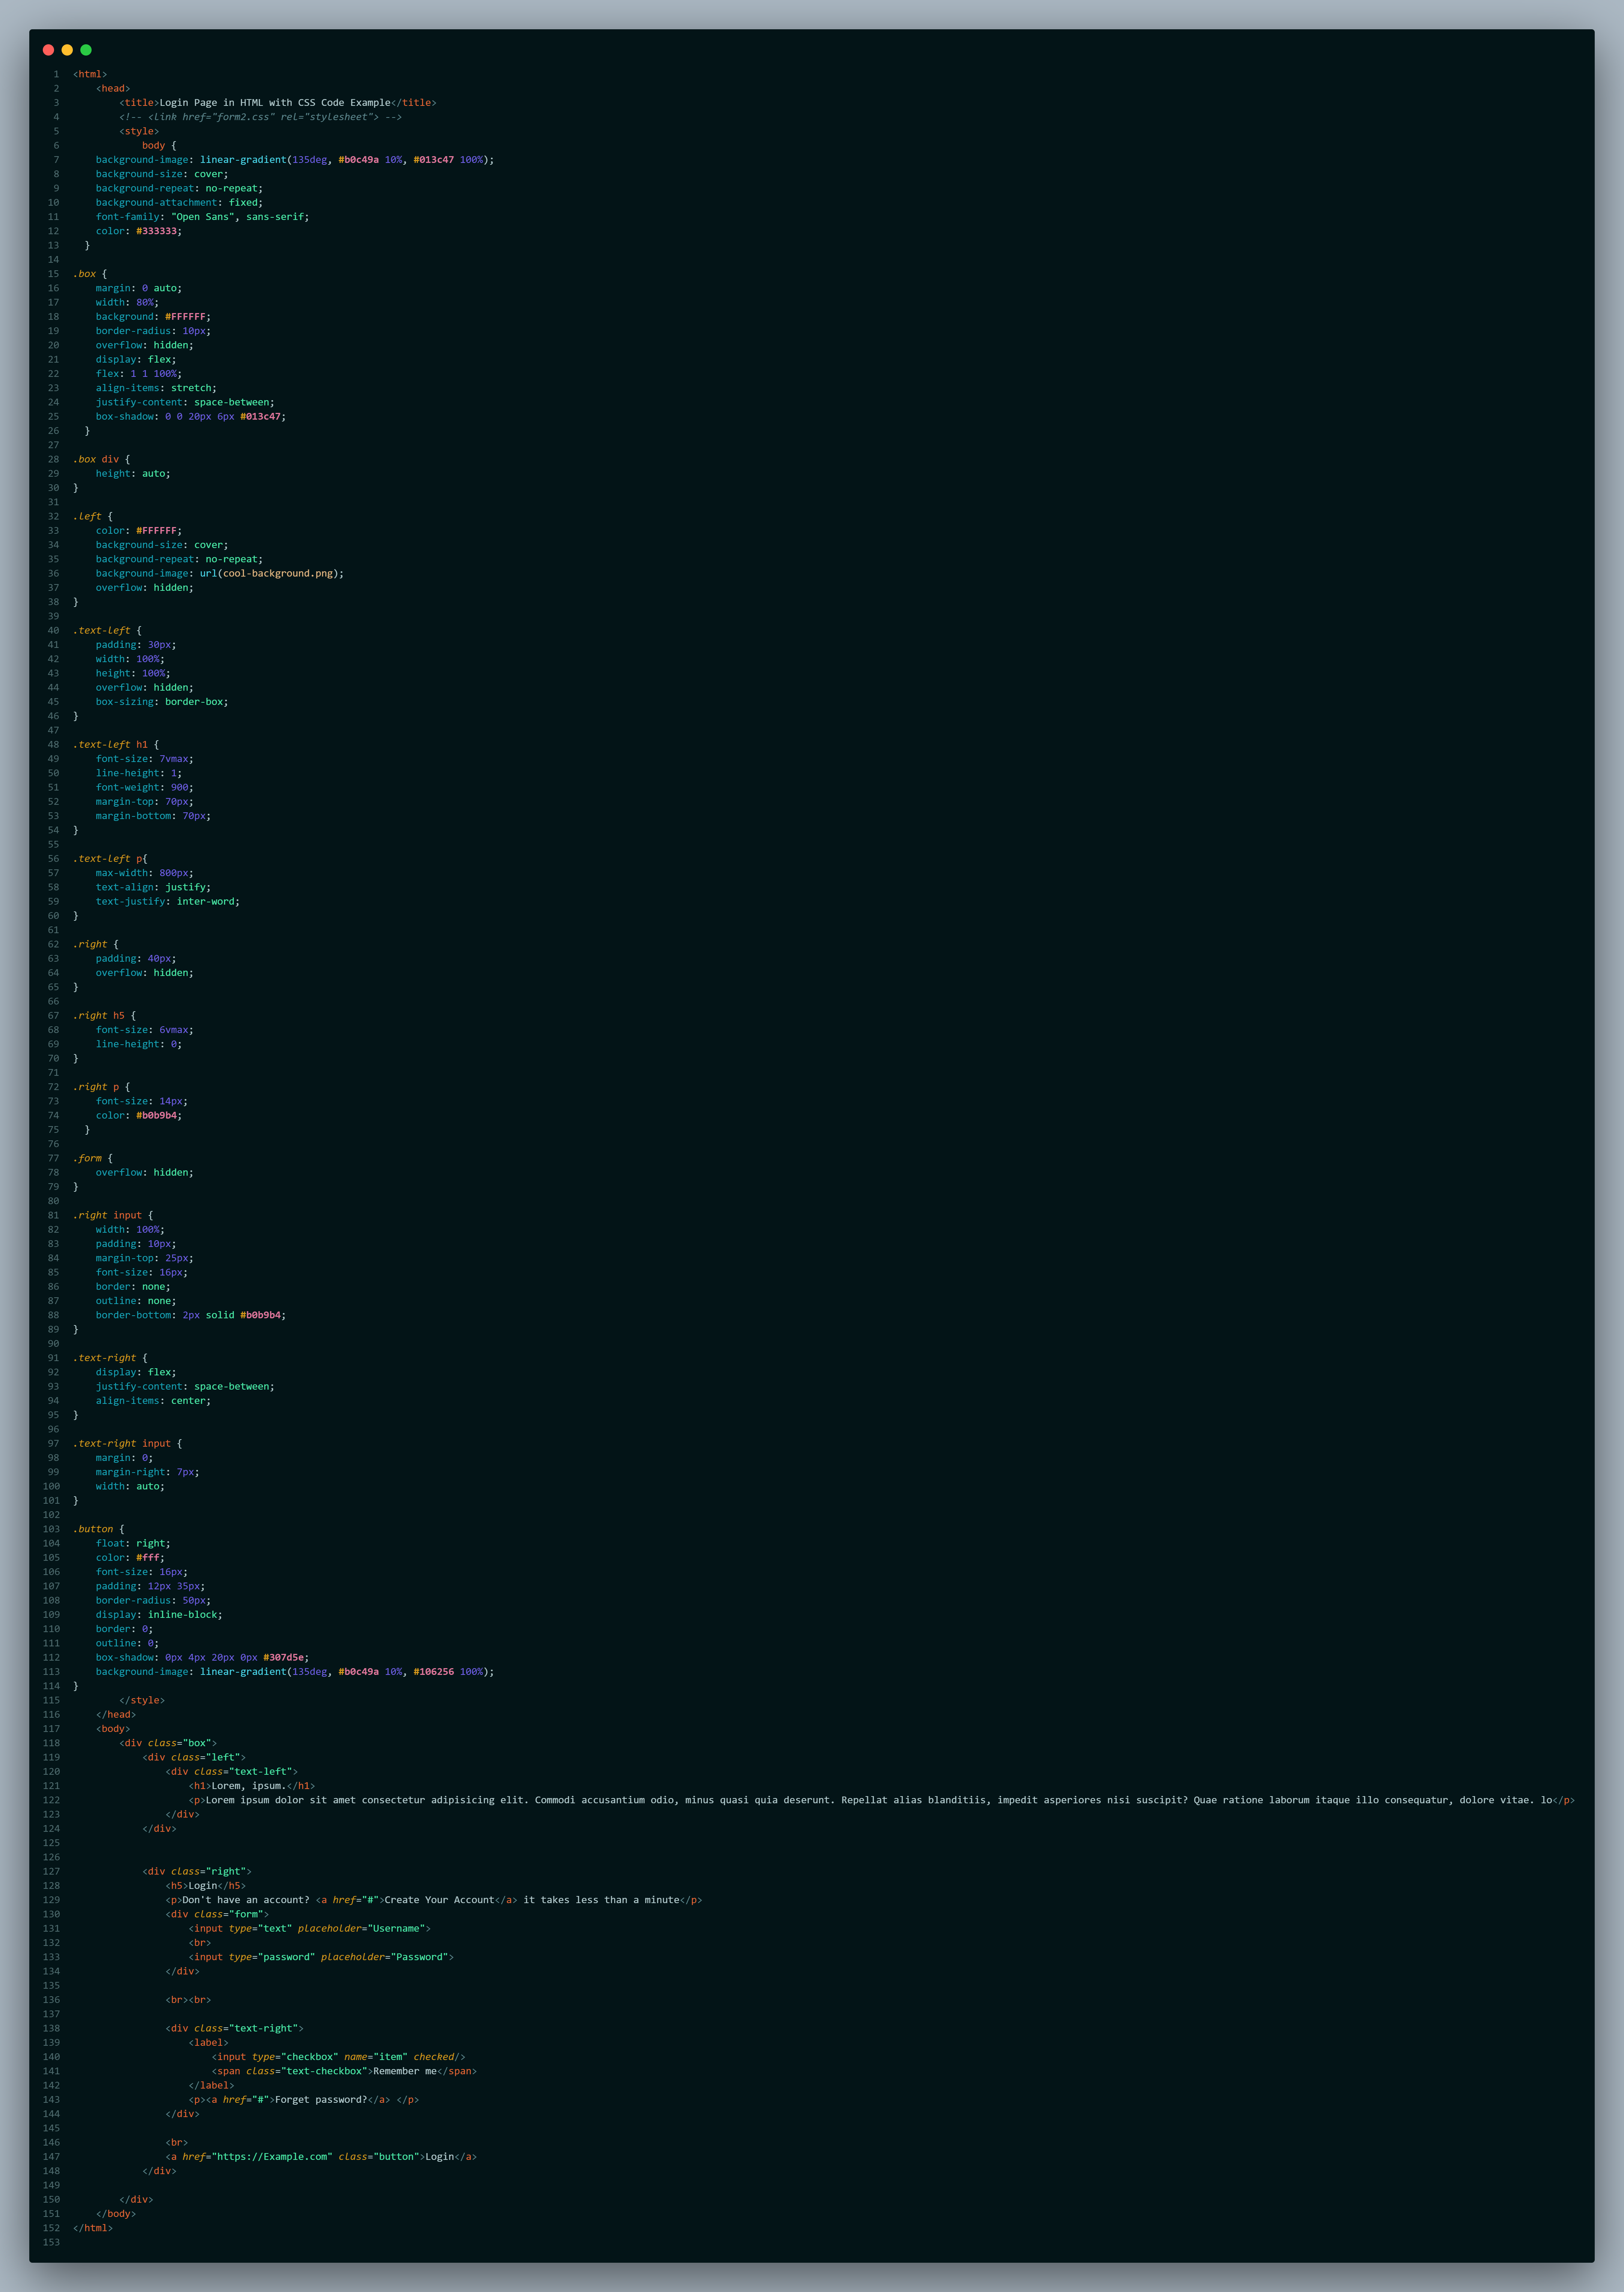 1 <html>
2     <head>
3         <title>Login Page in HTML with CSS Code Example</title>
4         <!-- <link href="form2.css" rel="stylesheet"> -->
5         <style>
6             body {
7     background-image: linear-gradient(135deg, #b0c49a 10%, #013c47 100%);
8     background-size: cover;
9     background-repeat: no-repeat;
10     background-attachment: fixed;
11     font-family: "Open Sans", sans-serif;
12     color: #333333;
13   }
14
15 .box {
16     margin: 0 auto;
17     width: 80%;
18     background: #FFFFFF;
19     border-radius: 10px;
20     overflow: hidden;
21     display: flex;
22     flex: 1 1 100%;
23     align-items: stretch;
24     justify-content: space-between;
25     box-shadow: 0 0 20px 6px #013c47;
26   }
27
28 .box div {
29     height: auto;
30 }
31
32 .left {
33     color: #FFFFFF;
34     background-size: cover;
35     background-repeat: no-repeat;
36     background-image: url(cool-background.png);
37     overflow: hidden;
38 }
39
40 .text-left {
41     padding: 30px;
42     width: 100%;
43     height: 100%;
44     overflow: hidden;
45     box-sizing: border-box;
46 }
47
48 .text-left h1 {
49     font-size: 7vmax;
50     line-height: 1;
51     font-weight: 900;
52     margin-top: 70px;
53     margin-bottom: 70px;
54 }
55
56 .text-left p{
57     max-width: 800px;
58     text-align: justify;
59     text-justify: inter-word;
60 }
61
62 .right {
63     padding: 40px;
64     overflow: hidden;
65 }
66
67 .right h5 {
68     font-size: 6vmax;
69     line-height: 0;
70 }
71
72 .right p {
73     font-size: 14px;
74     color: #b0b9b4;
75   }
76
77 .form {
78     overflow: hidden;
79 }
80
81 .right input {
82     width: 100%;
83     padding: 10px;
84     margin-top: 25px;
85     font-size: 16px;
86     border: none;
87     outline: none;
88     border-bottom: 2px solid #b0b9b4;
89 }
90
91 .text-right {
92     display: flex;
93     justify-content: space-between;
94     align-items: center;
95 }
96
97 .text-right input {
98     margin: 0;
99     margin-right: 7px;
100     width: auto;
101 }
102
103 .button {
104     float: right;
105     color: #fff;
106     font-size: 16px;
107     padding: 12px 35px;
108     border-radius: 50px;
109     display: inline-block;
110     border: 0;
111     outline: 0;
112     box-shadow: 0px 4px 20px 0px #307d5e;
113     background-image: linear-gradient(135deg, #b0c49a 10%, #106256 100%);
114 }
115         </style>
116     </head>
117     <body>
118         <div class="box">
119             <div class="left">
120                 <div class="text-left">
121                     <h1>Lorem, ipsum.</h1>
122                     <p>Lorem ipsum dolor sit amet consectetur adipisicing elit. Commodi accusantium odio, minus quasi quia deserunt. Repellat alias blanditiis, impedit asperiores nisi suscipit? Quae ratione laborum itaque illo consequatur, dolore vitae. lo</p>
123                 </div>
124             </div>
125
126
127             <div class="right">
128                 <h5>Login</h5>
129                 <p>Don't have an account? <a href="#">Create Your Account</a> it takes less than a minute</p>
130                 <div class="form">
131                     <input type="text" placeholder="Username">
132                     <br>
133                     <input type="password" placeholder="Password">
134                 </div>
135
136                 <br><br>
137
138                 <div class="text-right">
139                     <label>
140                         <input type="checkbox" name="item" checked/>
141                         <span class="text-checkbox">Remember me</span>
142                     </label>
143                     <p><a href="#">Forget password?</a> </p>
144                 </div>
145
146                 <br>
147                 <a href="https://Example.com" class="button">Login</a>
148             </div>
149
150         </div>
151     </body>
152 </html>
153